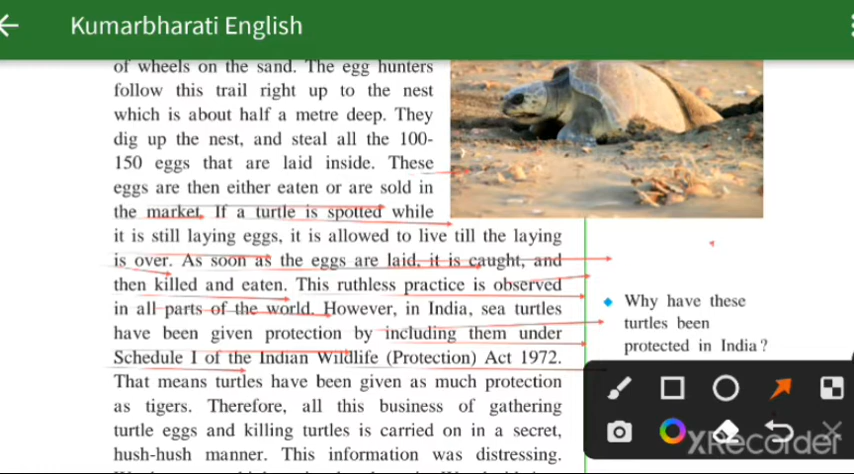 Kumarbharati English
of wheels on the sand. The egg hunters
follow this trail right up to the nest
which is about half a metre deep. They
dig up the nest, and steal all the 100-
150 eggs that are laid inside. These
eggs are then either eaten or are sold in
the market. If a turtle is spotted while
it is still laying eggs, it is allowed to live till the laying
is over. As soon as the eggs are laid, it is caught, and
then killed and eaten. This ruthless practice is observed
in all parts of the world. However, in India, sea turtles
have been given protection by including them under
Schedule I of the Indian Wildlife (Protection) Act 1972.
That means turtles have been given as much protection
as tigers. Therefore, all this business of gathering
turtle eggs and killing turtles is carried on in a secret,
hush-hush manner. This information was distressing.
Why have these
turtles been
protected in India?
XRecorder